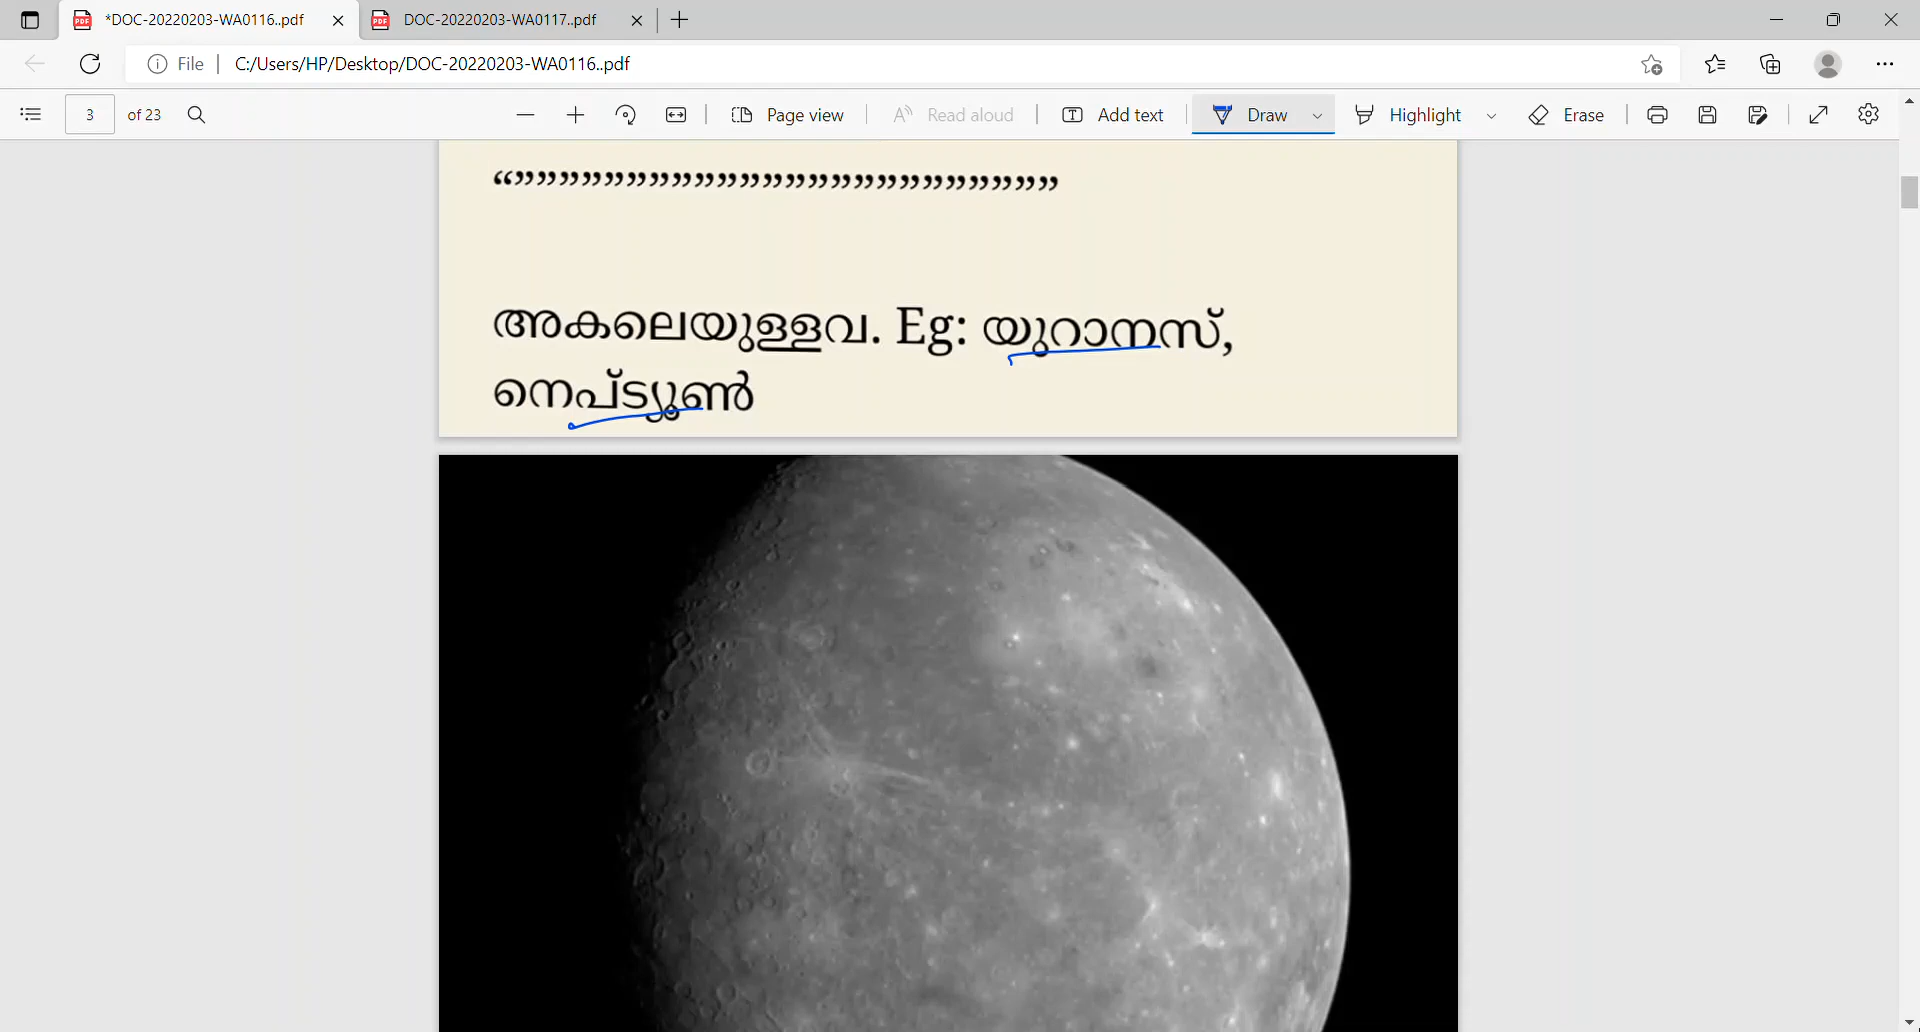 *DOC-20220203-WA0116..pdf
DOC-20220203-WA0117..pdf
File
C:/Users/HP/Desktop/DOC-20220203-WA0116..pdf
3 of 23
Page view
Read aloud
Add text
Draw
Highlight
Erase
“”””””””””””””””””””””””
അകലെയുള്ളവ. Eg: യുറാനസ്,
നെപ്ട്യൂൺ